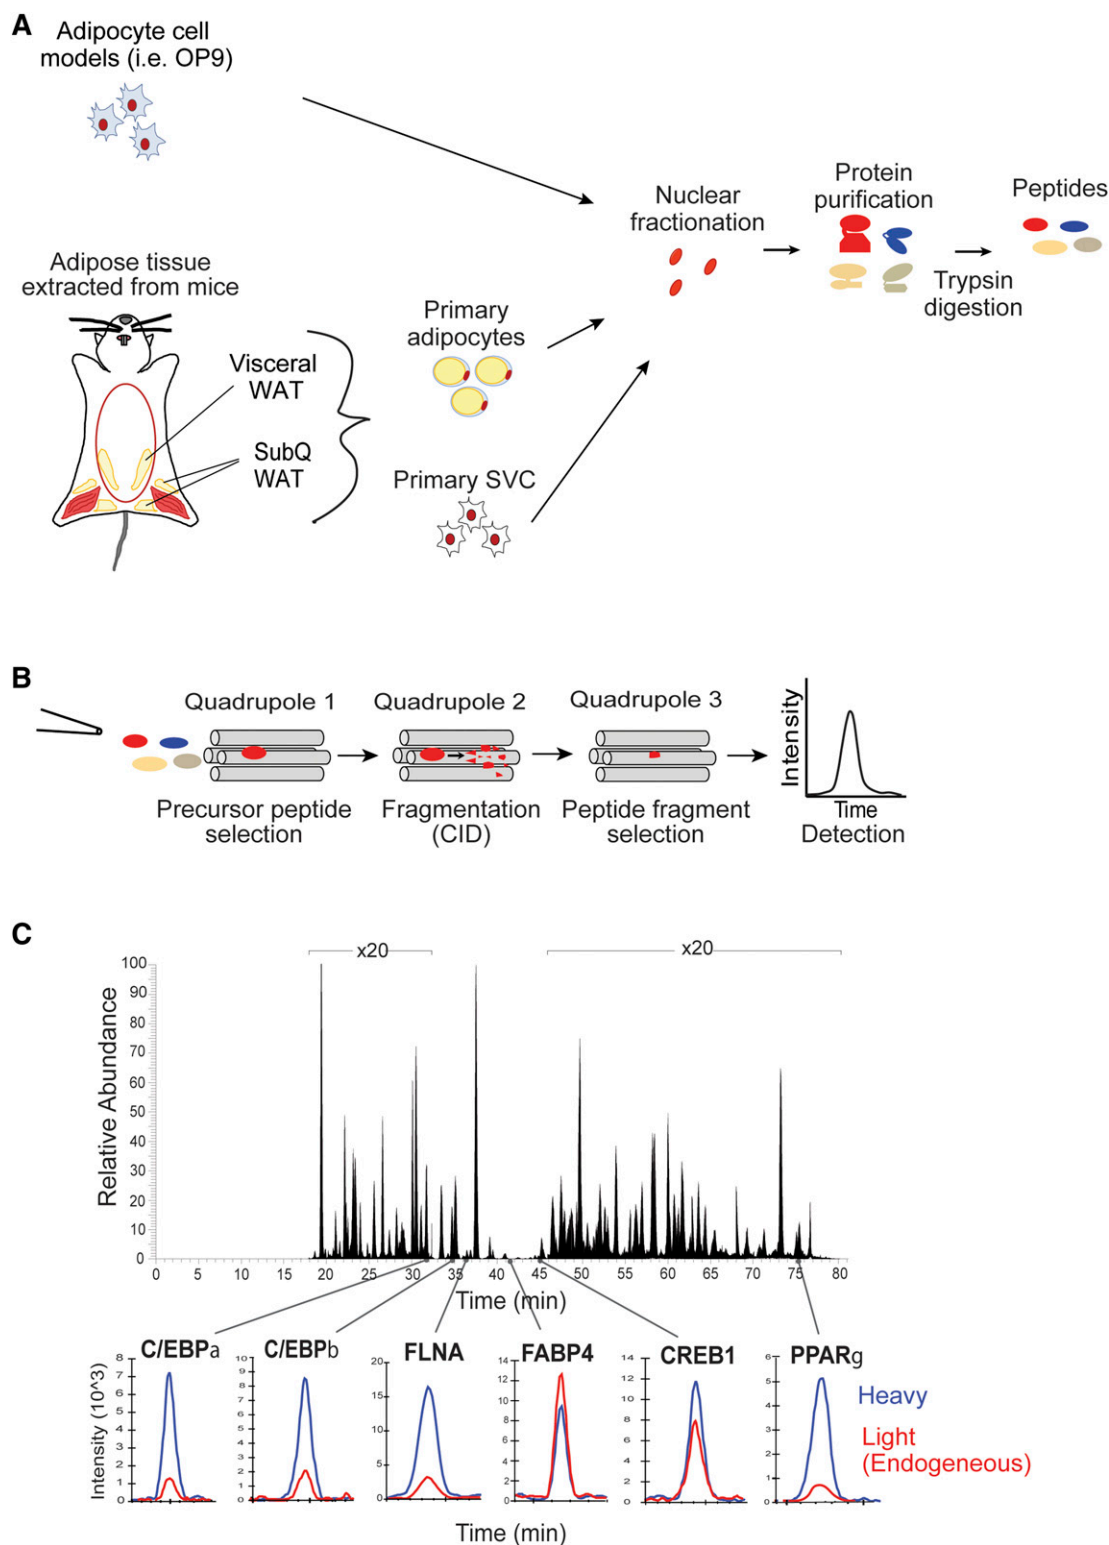 A
Adipocyte cell
models (i.e. OP9)
Adipose tissue
extracted from mice
Visceral
WAT
SubQ
WAT
Primary
adipocytes
Primary SVC
Nuclear
fractionation
Protein
purification
Trypsin
digestion
Peptides
B
Quadrupole 1
Precursor peptide
selection
Quadrupole 2
Fragmentation
(CID)
Quadrupole 3
Peptide fragment
selection
Intensity
Time
Detection
C
x20
x20
Relative Abundance
100
90
80
70
60
50
40
30
20
10
0
0 5 10 15 20 25 30 35 40 45 50 55 60 65 70 75 80
Time (min)
C/EBPa
8
7
6
5
4
3
2
1
0
Intensity (10^3)
C/EBPb
10
9
8
7
6
5
4
3
2
1
0
FLNA
20
15
10
5
0
FABP4
14
12
10
8
6
4
2
0
CREB1
14
12
10
8
6
4
2
0
PPARg
6
5
4
3
2
1
0
Heavy
Light
(Endogeneous)
Time (min)